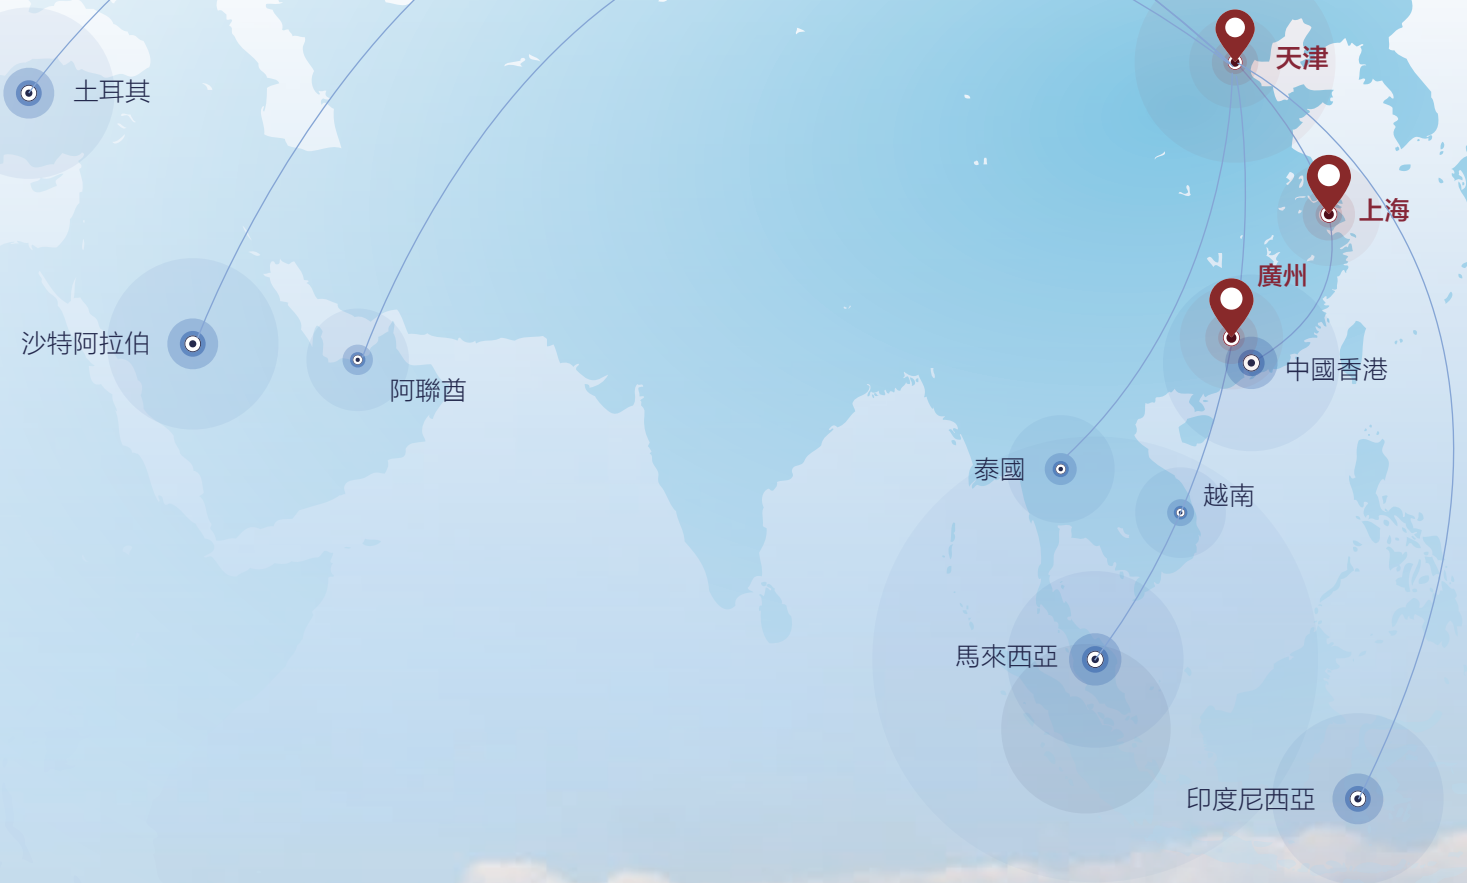 天津
土耳其
上海
廣州
沙特阿拉伯
中國香港
阿聯酋
泰國
越南
馬來西亞
印度尼西亞